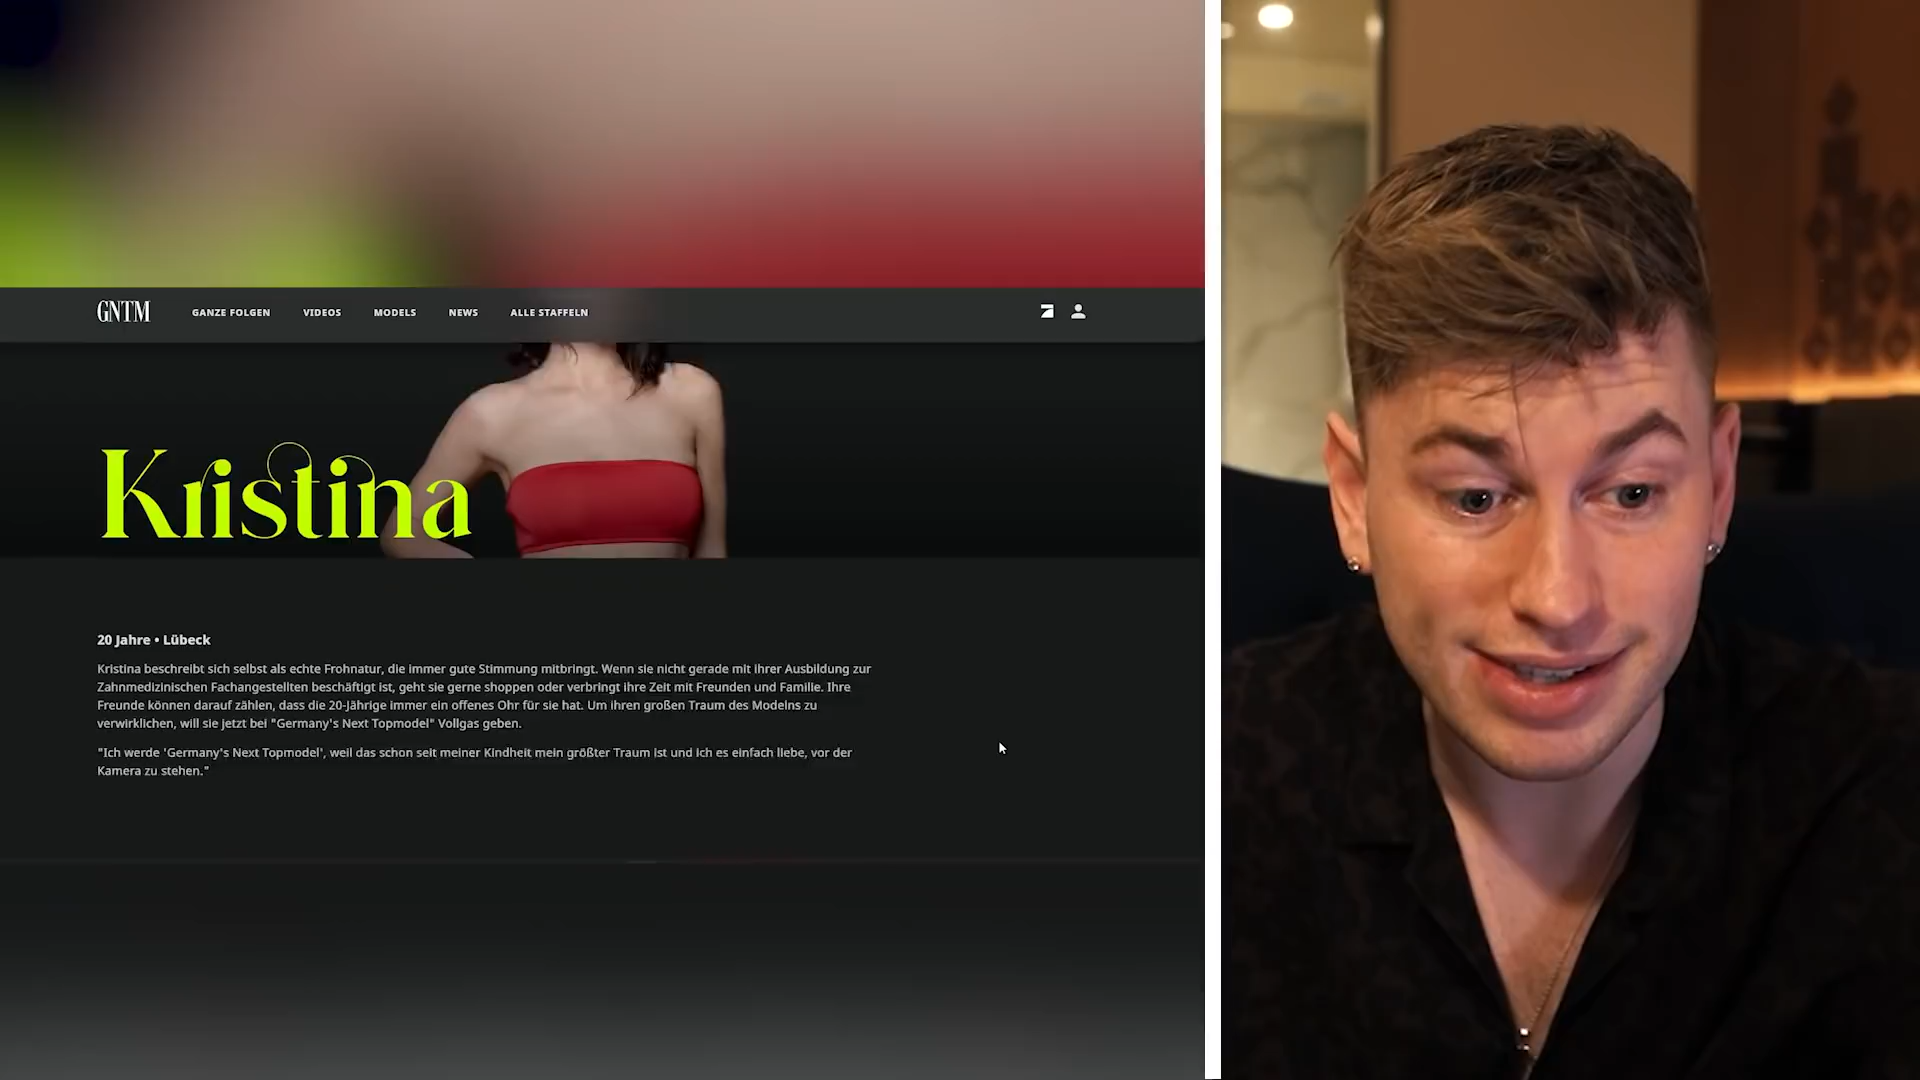 GNTM GANZE FOLGEN VIDEOS MODELS NEWS ALLE STAFFELN
Kristina
20 Jahre • Lübeck
Kristina beschreibt sich selbst als echte Frohnatur, die immer gute Stimmung mitbringt. Wenn sie nicht gerade mit ihrer Ausbildung zur
Zahnmedizinischen Fachangestellten beschäftigt ist, geht sie gerne shoppen oder verbringt ihre Zeit mit Freunden und Familie. Ihre
Freunde können darauf zählen, dass die 20-Jährige immer ein offenes Ohr für sie hat. Um ihren großen Traum des Modelns zu
verwirklichen, will sie jetzt bei "Germany's Next Topmodel" Vollgas geben.
"Ich werde 'Germany's Next Topmodel', weil das schon seit meiner Kindheit mein größter Traum ist und ich es einfach liebe, vor der
Kamera zu stehen."